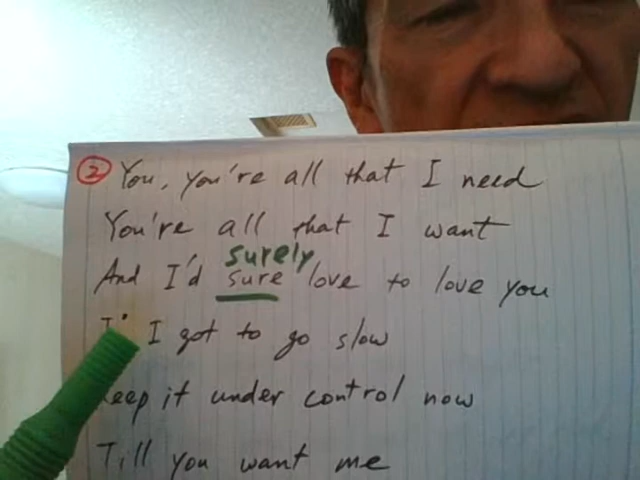 ② You, you're all that I need
You're all that I want
surely,
And I'd sure love to love you
I got to go slow
it under control now
Till you want me